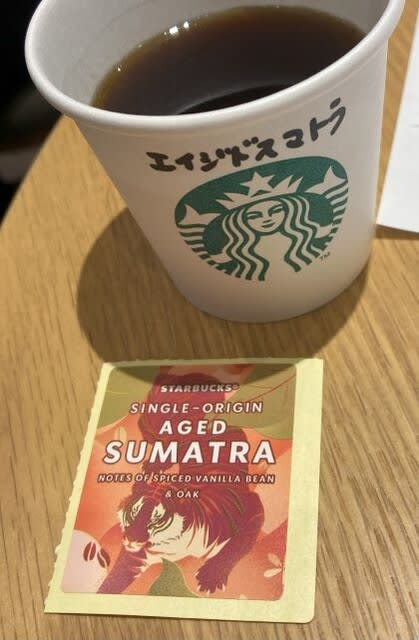 エイジドスマトラ
TM
STARBUCKS®
SINGLE-ORIGIN
AGED
SUMATRA
NOTES OF SPICED VANILLA BEAN
& OAK